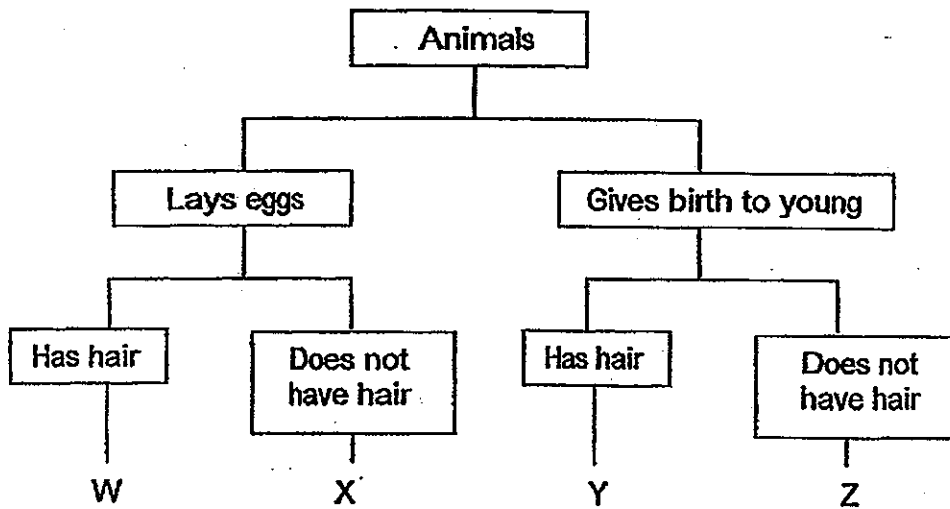 Animals
Lays eggs
Gives birth to young
Has hair
Does not
have hair
Has hair
Does not
have hair
W
X
Y
Z